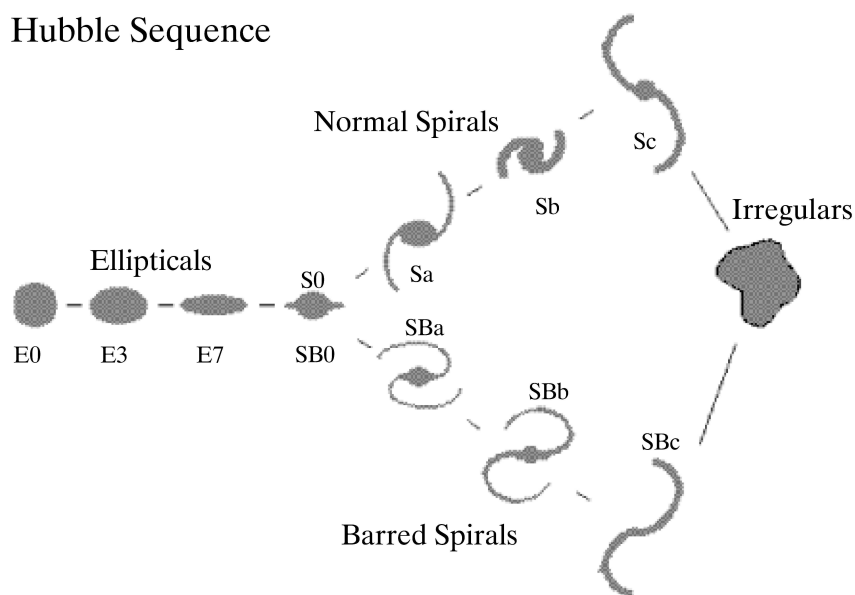 Hubble Sequence
Normal Spirals
Sc
Sb
Irregulars
Ellipticals
S0
Sa
E0
E3
E7
SB0
SBa
SBb
SBc
Barred Spirals